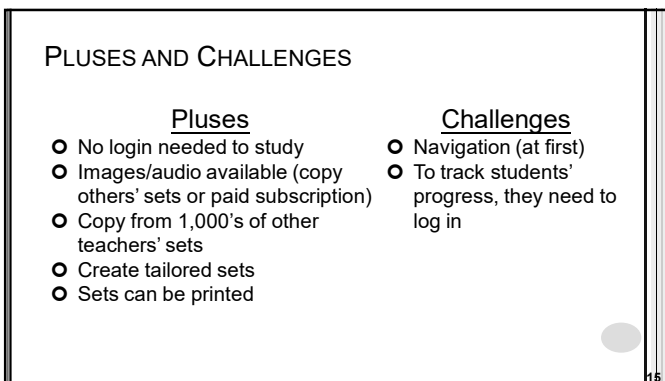 PLUSES AND CHALLENGES
Pluses
No login needed to study
Images/audio available (copy
others' sets or paid subscription)
Copy from 1,000's of other
teachers' sets
Create tailored sets
Sets can be printed
Challenges
Navigation (at first)
To track students'
progress, they need to
log in
15